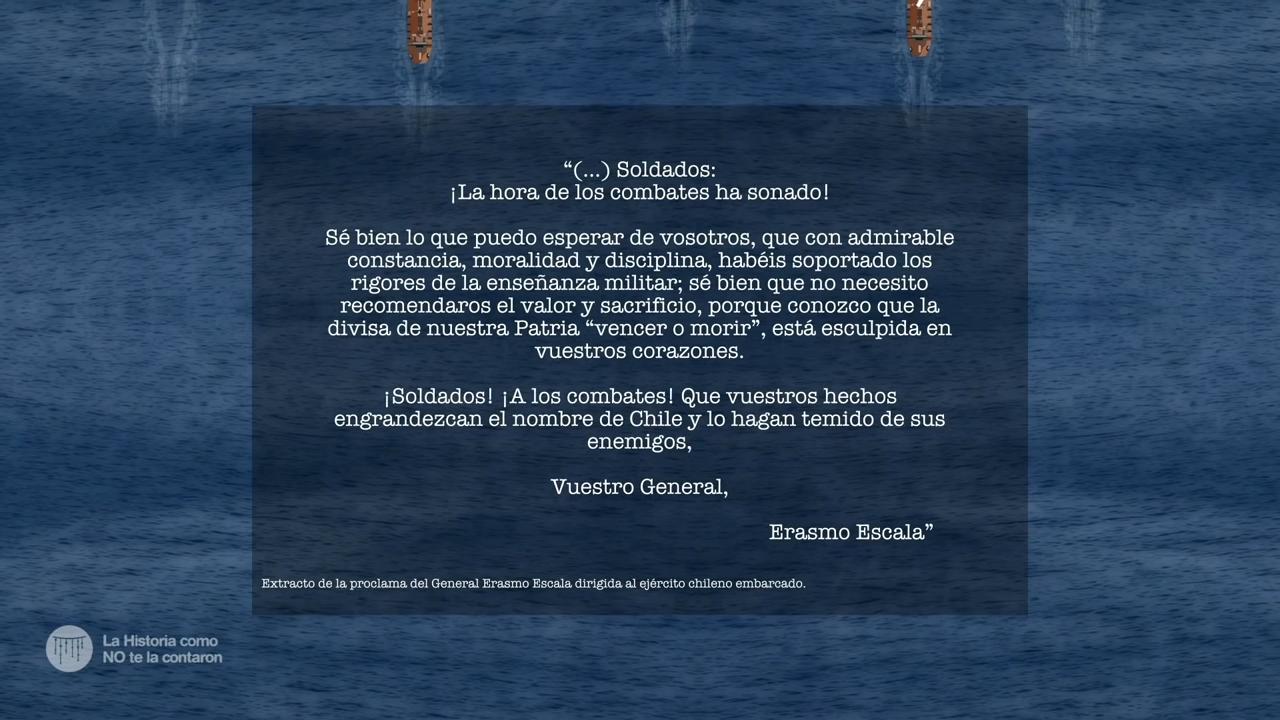 “(...) Soldados:
¡La hora de los combates ha sonado!
Sé bien lo que puedo esperar de vosotros, que con admirable
constancia, moralidad y disciplina, habéis soportado los
rigores de la enseñanza militar; sé bien que no necesito
recomendaros el valor y sacrificio, porque conozco que la
divisa de nuestra Patria “vencer o morir”, está esculpida en
vuestros corazones.
¡Soldados! ¡A los combates! Que vuestros hechos
engrandezcan el nombre de Chile y lo hagan temido de sus
enemigos,
Vuestro General,
Erasmo Escala”
Extracto de la proclama del General Erasmo Escala dirigida al ejército chileno embarcado.
La Historia como
NO te la contaron